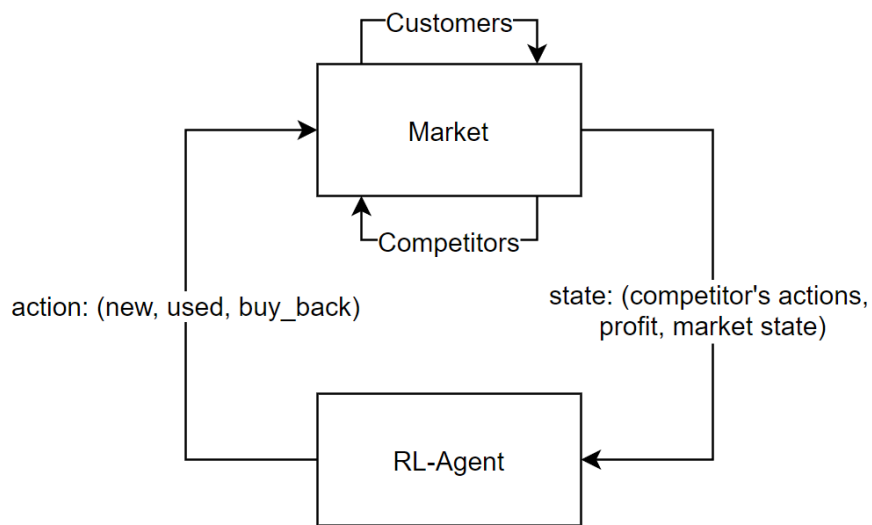 Customers
Market
Competitors
action: (new, used, buy_back)
state: (competitor's actions,
profit, market state)
RL-Agent